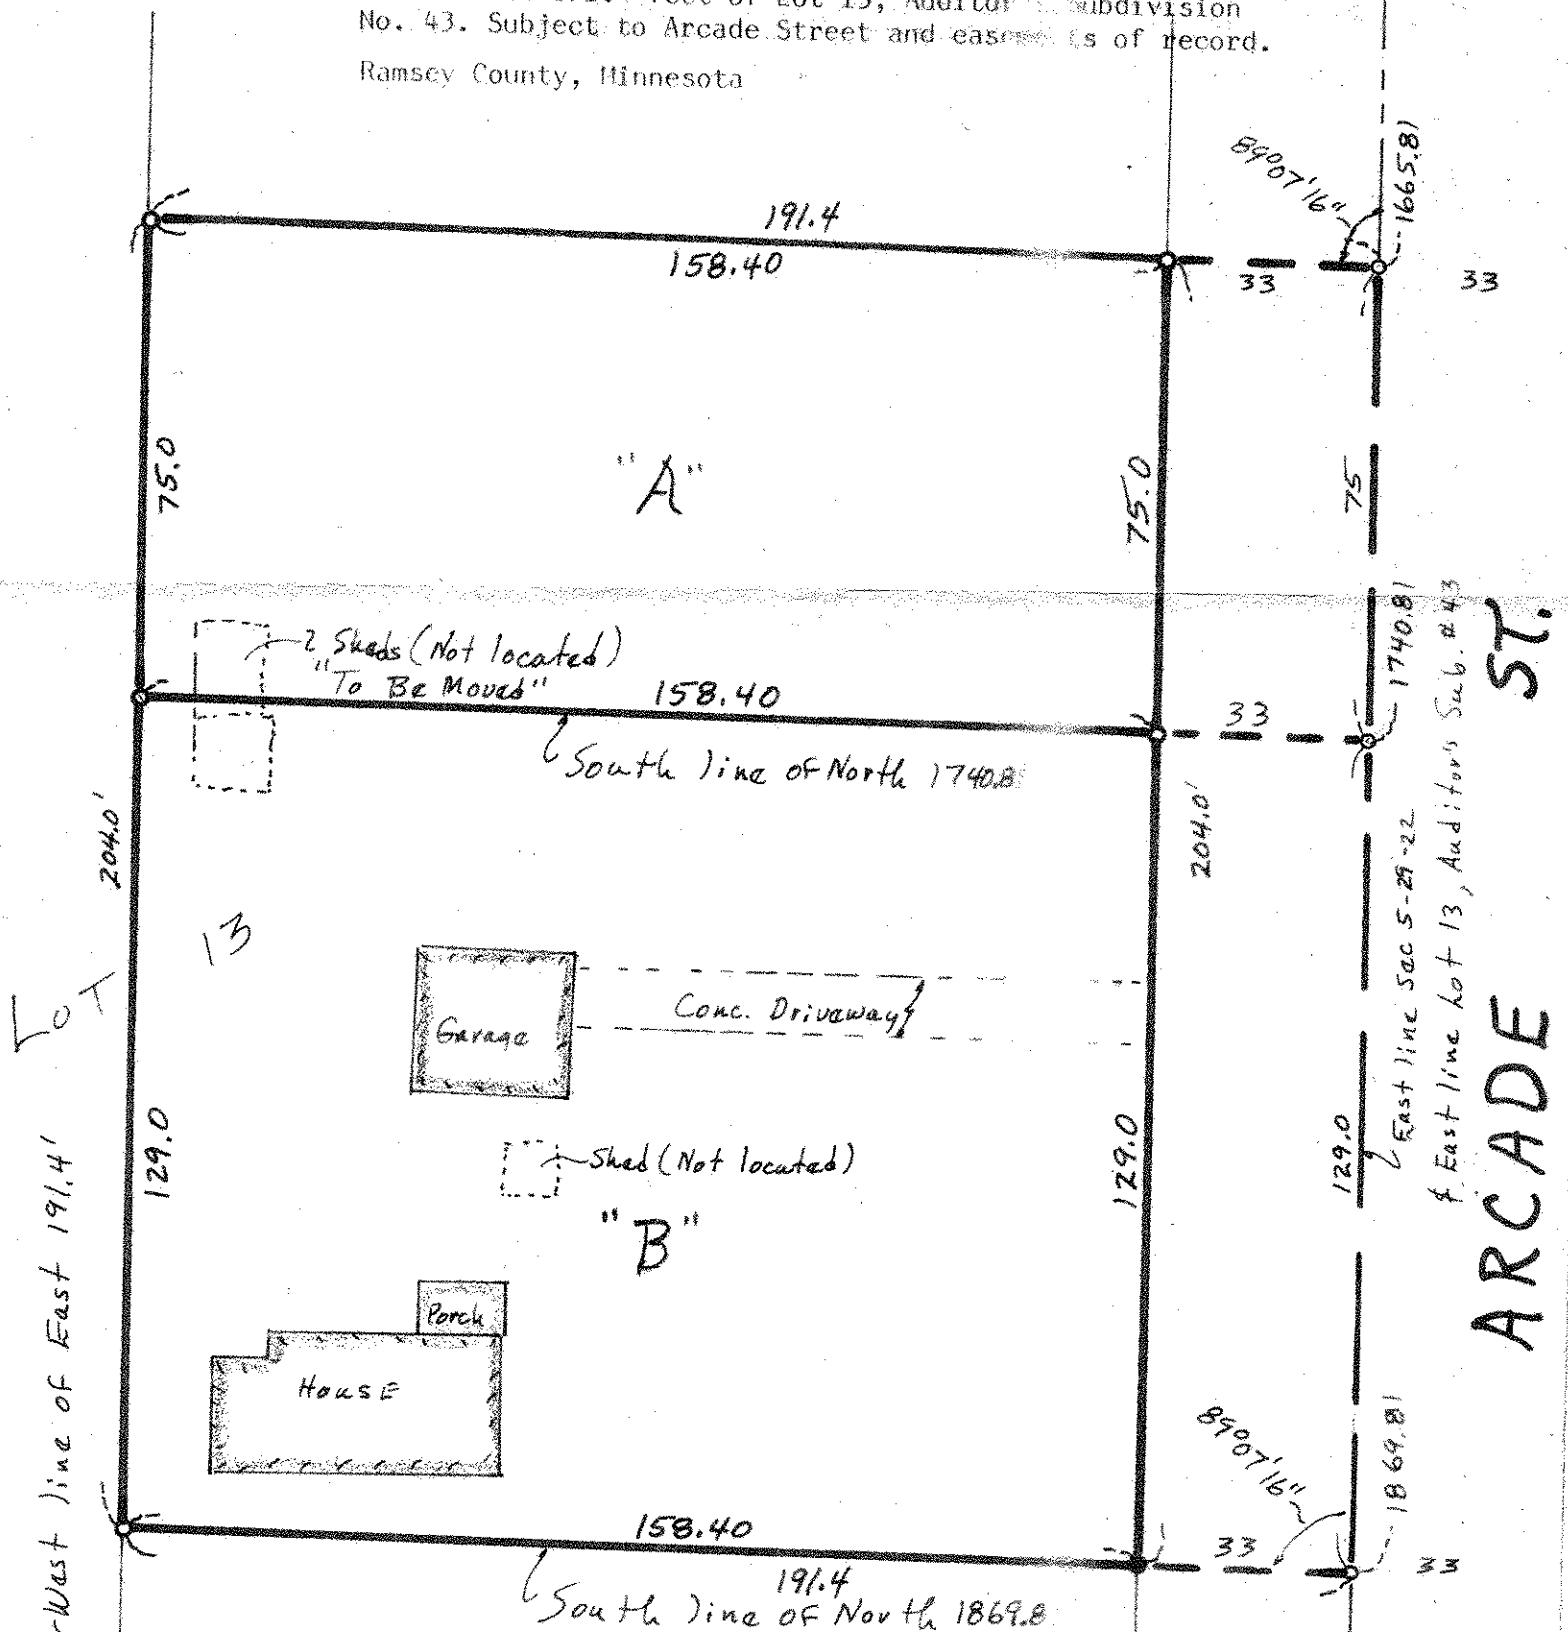 Lot 13, Auditor Subdivision
No. 43. Subject to Arcade Street and easements of record.
Ramsey County, Minnesota
89°07'16"
1665.81
191.4
158.40
33
33
75.0
"A"
75.0
75
2 Sheds (Not located)
"To Be Moved"
158.40
33
1740.81
South line of North 1740.8
204.0'
204.0'
LOT 13
East line Sec 5-29-22
& East line Lot 13, Auditor's Sub. #43
ARCADE ST.
Garage
Conc. Driveway
129.0
Shed (Not located)
129.0
129.0
"B"
Porch
House
West line of East 191.4'
89°07'16"
1869.81
158.40
33
33
191.4
South line of North 1869.8